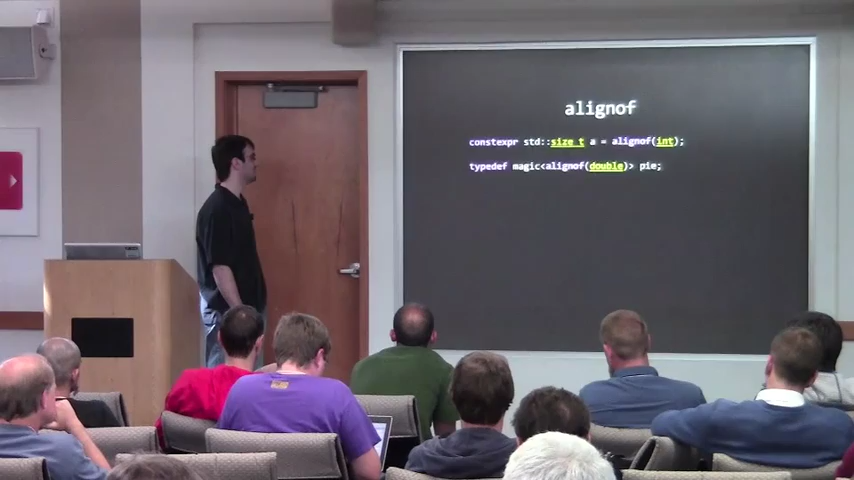 alignof
constexpr std::size_t a = alignof(int);
typedef magic<alignof(double)> pie;